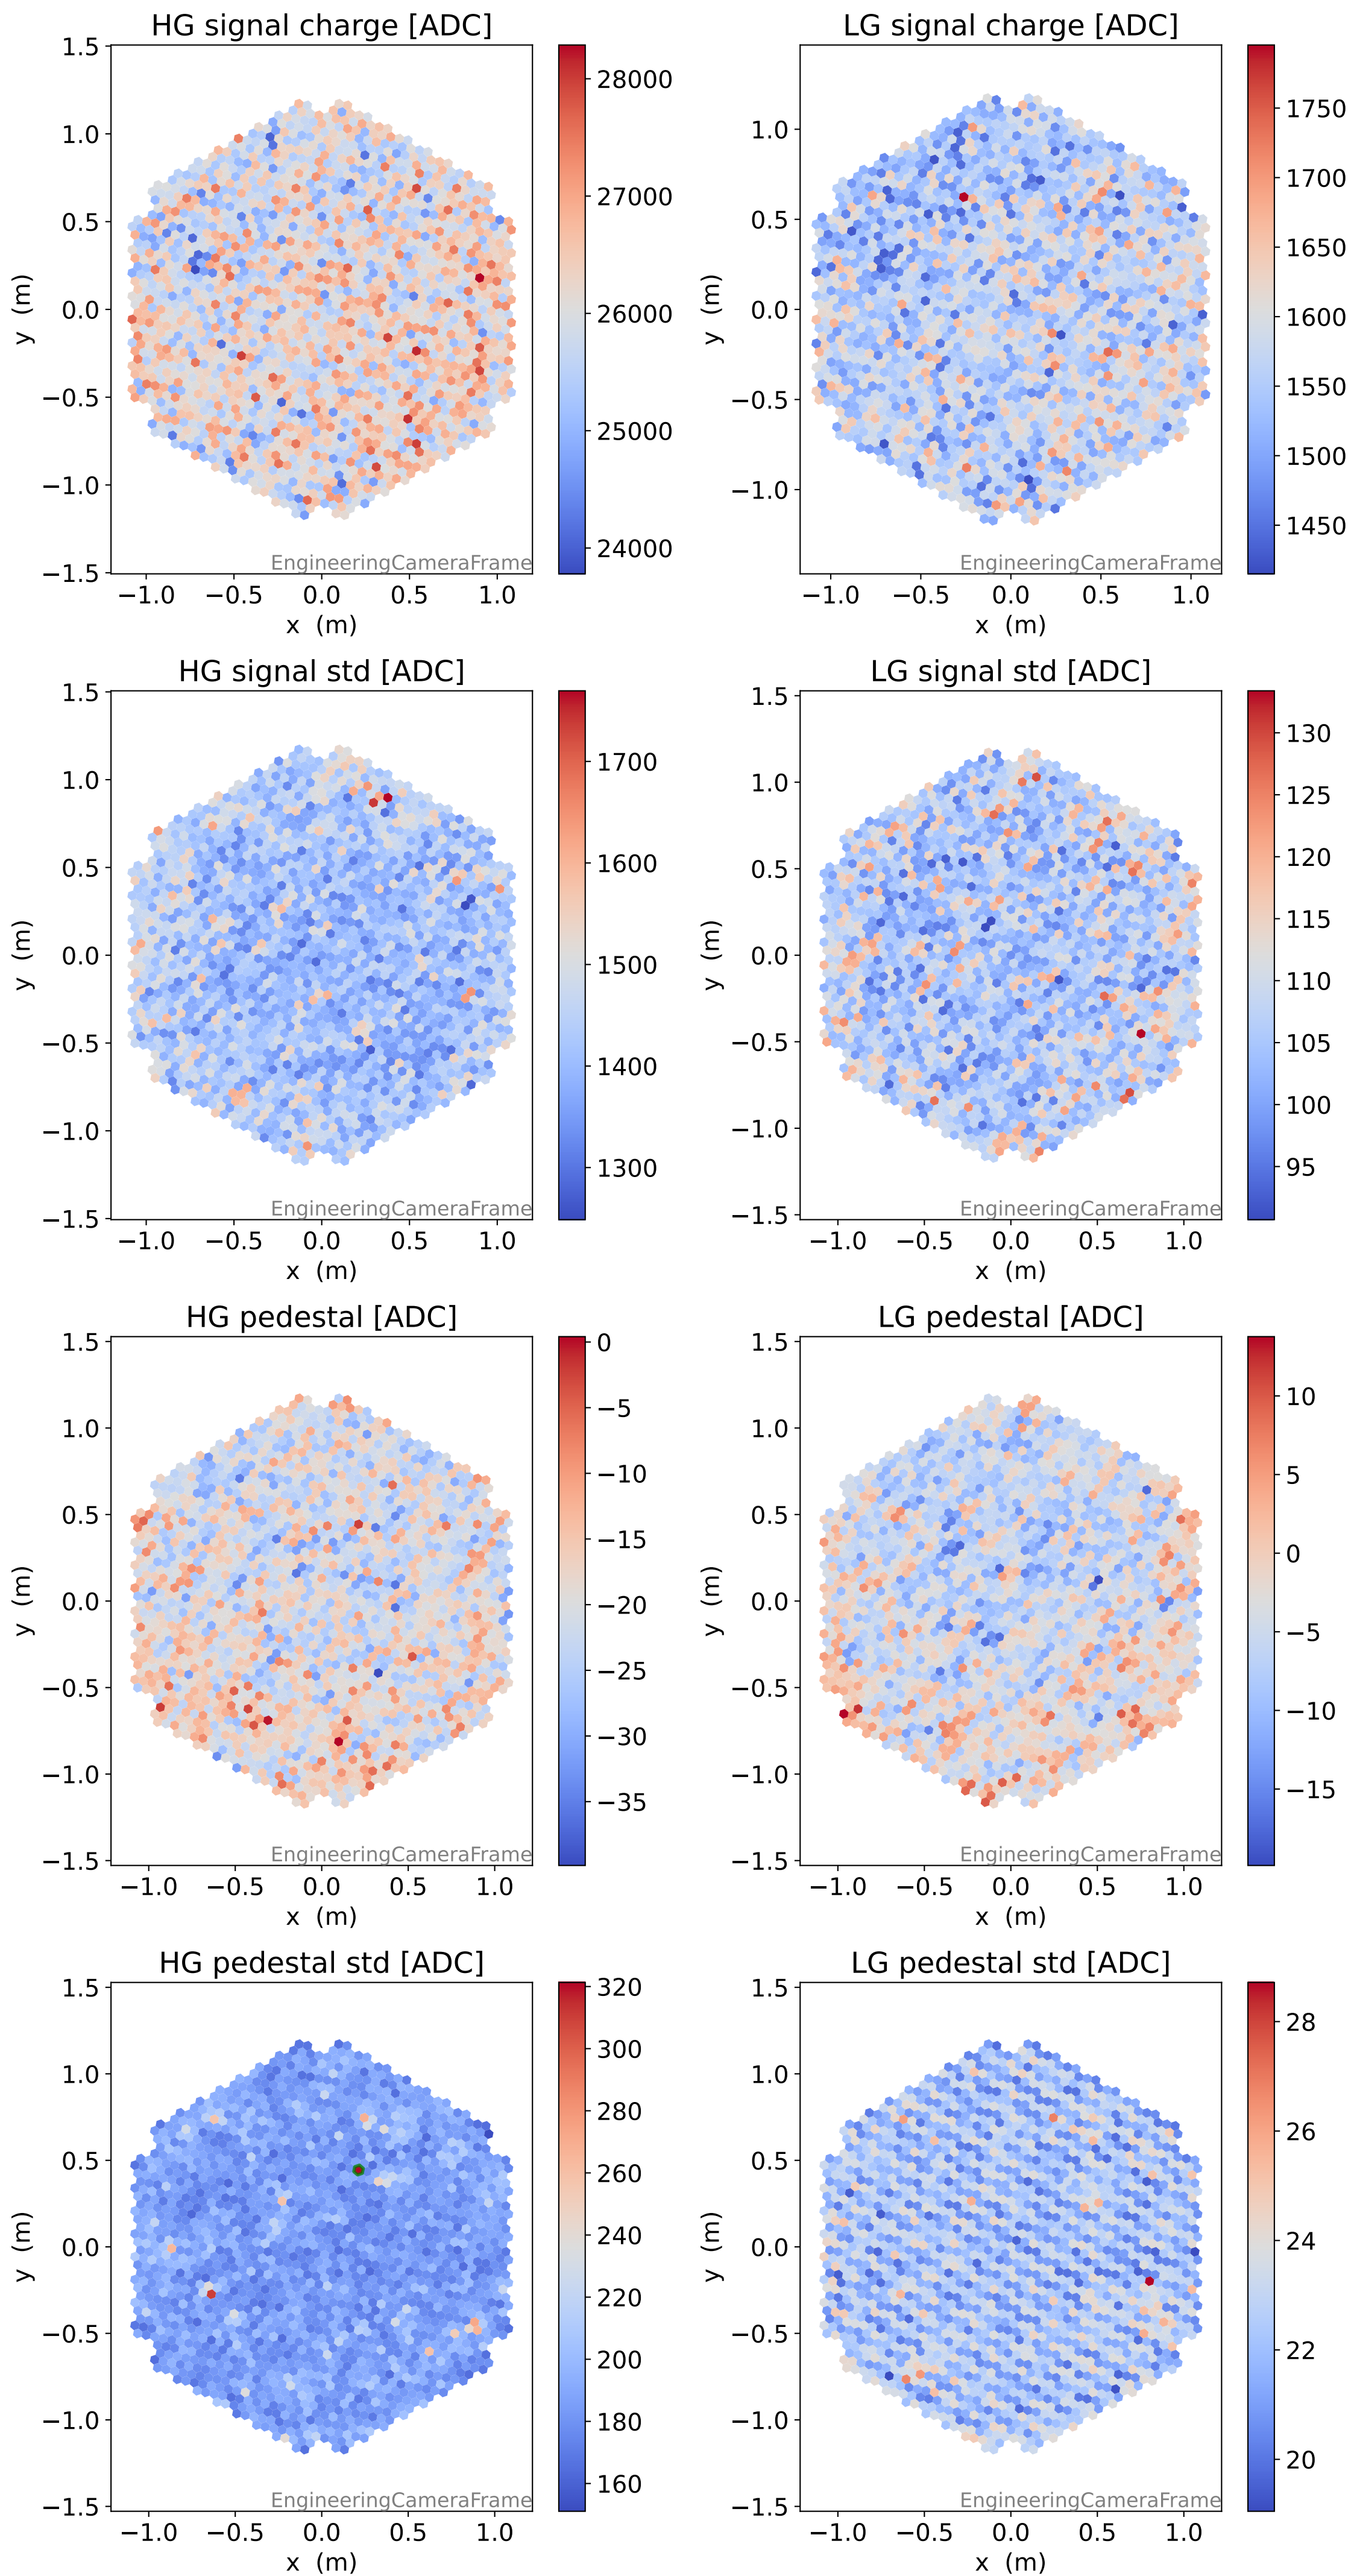 HG signal charge [ADC]
1.5
1.0
0.5
0.0
−0.5
−1.0
−1.5
y (m)
−1.0 −0.5 0.0 0.5 1.0
x (m)
EngineeringCameraFrame
28000
27000
26000
25000
24000
LG signal charge [ADC]
1.0
0.5
0.0
−0.5
−1.0
y (m)
−1.0 −0.5 0.0 0.5 1.0
x (m)
EngineeringCameraFrame
1750
1700
1650
1600
1550
1500
1450
HG signal std [ADC]
1.5
1.0
0.5
0.0
−0.5
−1.0
−1.5
y (m)
−1.0 −0.5 0.0 0.5 1.0
x (m)
EngineeringCameraFrame
1700
1600
1500
1400
1300
LG signal std [ADC]
1.5
1.0
0.5
0.0
−0.5
−1.0
−1.5
y (m)
−1.0 −0.5 0.0 0.5 1.0
x (m)
EngineeringCameraFrame
130
125
120
115
110
105
100
95
HG pedestal [ADC]
1.5
1.0
0.5
0.0
−0.5
−1.0
−1.5
y (m)
−1.0 −0.5 0.0 0.5 1.0
x (m)
EngineeringCameraFrame
0
−5
−10
−15
−20
−25
−30
−35
LG pedestal [ADC]
1.5
1.0
0.5
0.0
−0.5
−1.0
−1.5
y (m)
−1.0 −0.5 0.0 0.5 1.0
x (m)
EngineeringCameraFrame
10
5
0
−5
−10
−15
HG pedestal std [ADC]
1.5
1.0
0.5
0.0
−0.5
−1.0
−1.5
y (m)
−1.0 −0.5 0.0 0.5 1.0
x (m)
EngineeringCameraFrame
320
300
280
260
240
220
200
180
160
LG pedestal std [ADC]
1.5
1.0
0.5
0.0
−0.5
−1.0
−1.5
y (m)
−1.0 −0.5 0.0 0.5 1.0
x (m)
EngineeringCameraFrame
28
26
24
22
20